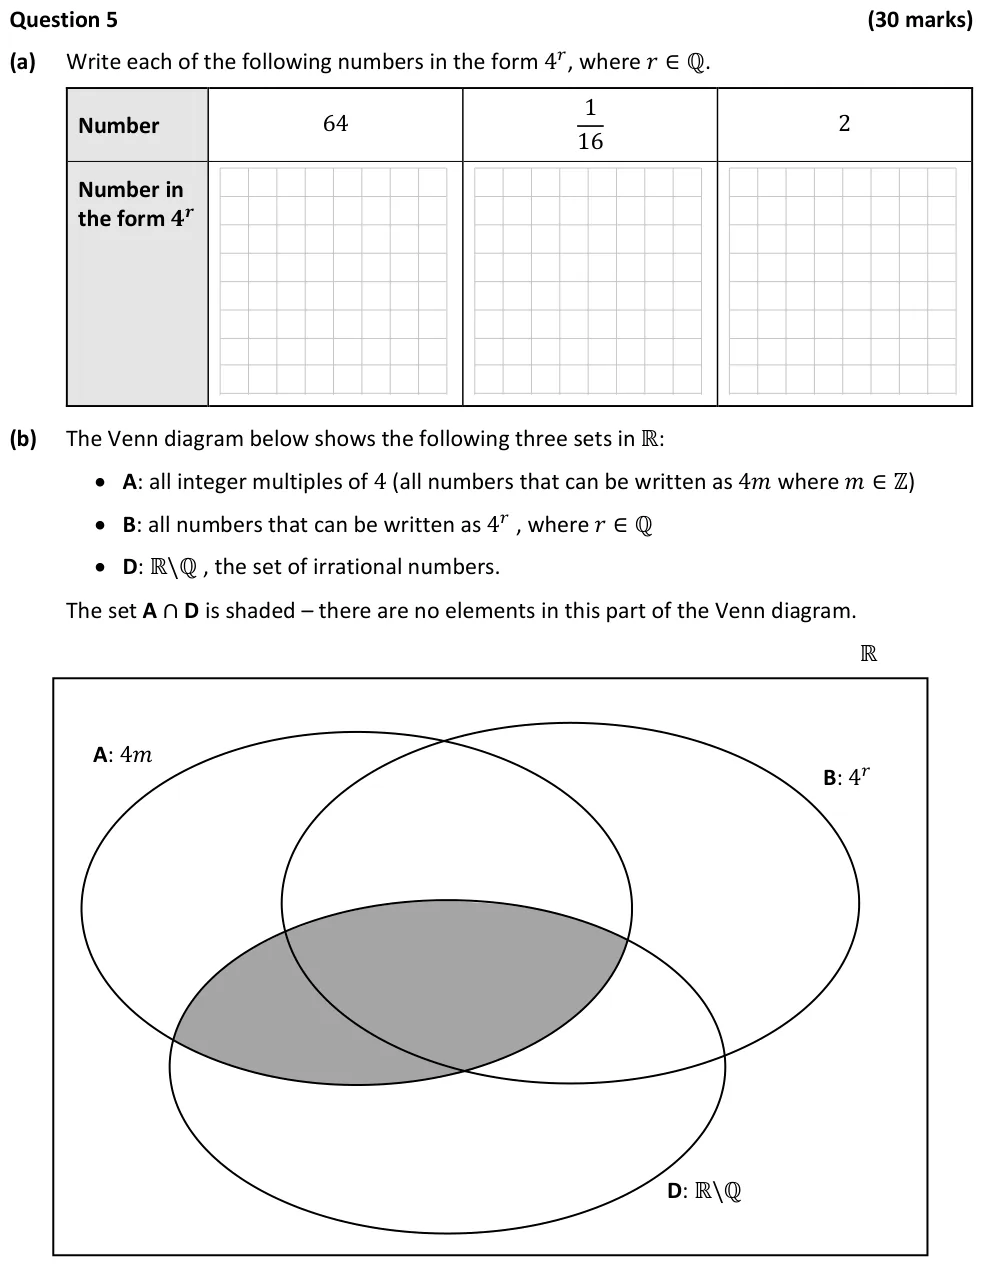 Question 5 (30 marks)
(a) Write each of the following numbers in the form 4^r, where r ∈ ℚ.
Number 64 1/16 2
Number in
the form 4^r
(b) The Venn diagram below shows the following three sets in ℝ:
• A: all integer multiples of 4 (all numbers that can be written as 4m where m ∈ ℤ)
• B: all numbers that can be written as 4^r , where r ∈ ℚ
• D: ℝ\ℚ , the set of irrational numbers.
The set A ∩ D is shaded – there are no elements in this part of the Venn diagram.
ℝ
A: 4m
B: 4^r
D: ℝ\ℚ